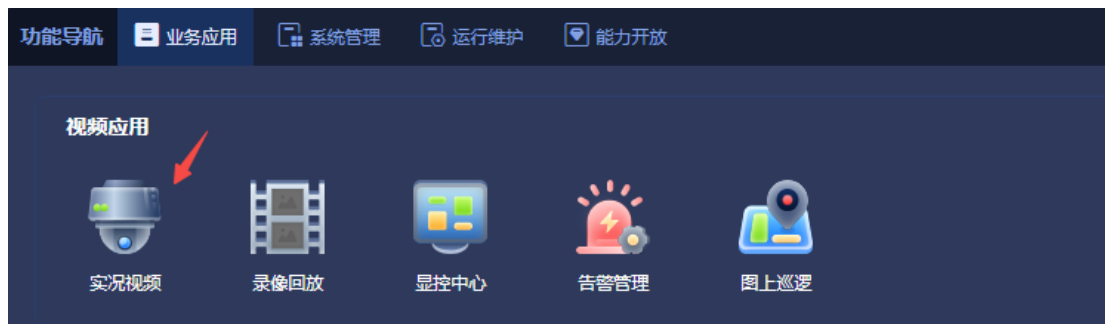 功能导航 业务应用 系统管理 运行维护 能力开放
视频应用
实况视频 录像回放 显控中心 告警管理 图上巡逻